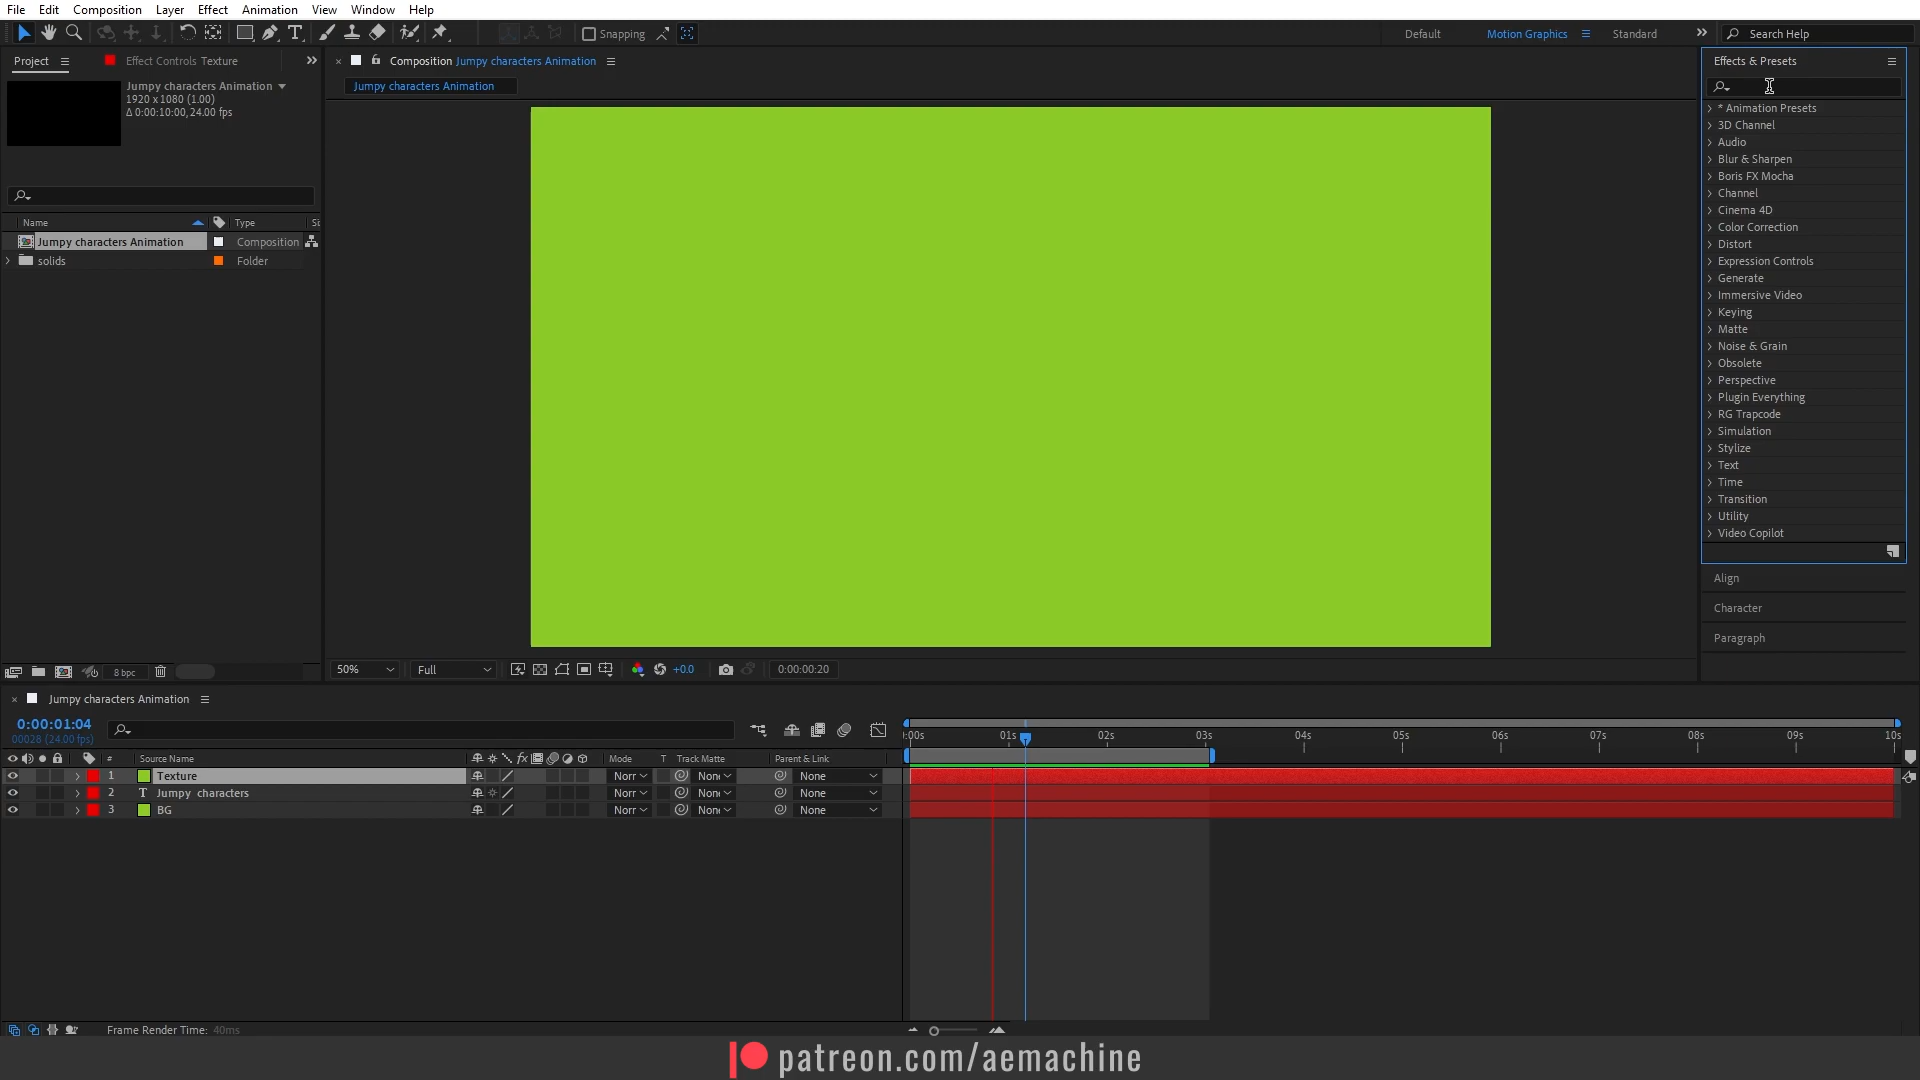 File Edit Composition Layer Effect Animation View Window Help
Snapping
Default Motion Graphics Standard Search Help
Project Effect Controls Texture
Composition Jumpy characters Animation
Effects & Presets
Jumpy characters Animation
1920 x 1080 (1.00)
Δ 0:00:10:00, 24.00 fps
Jumpy characters Animation
* Animation Presets
3D Channel
Audio
Blur & Sharpen
Boris FX Mocha
Channel
Cinema 4D
Color Correction
Distort
Expression Controls
Generate
Immersive Video
Keying
Matte
Noise & Grain
Obsolete
Perspective
Plugin Everything
RG Trapcode
Simulation
Stylize
Text
Time
Transition
Utility
Video Copilot
Align
Character
Paragraph
Name Type Si
Jumpy characters Animation Composition
solids Folder
8 bpc
50% Full +0.0 0:00:00:20
Jumpy characters Animation
0:00:01:04
00028 (24.00 fps)
):00s 01s 02s 03s 04s 05s 06s 07s 08s 09s 10s
# Source Name fx Mode T Track Matte Parent & Link
1 Texture Norr Non None
2 T Jumpy characters Norr Non None
3 BG Norr Non None
Frame Render Time: 40ms
patreon.com/aemachine